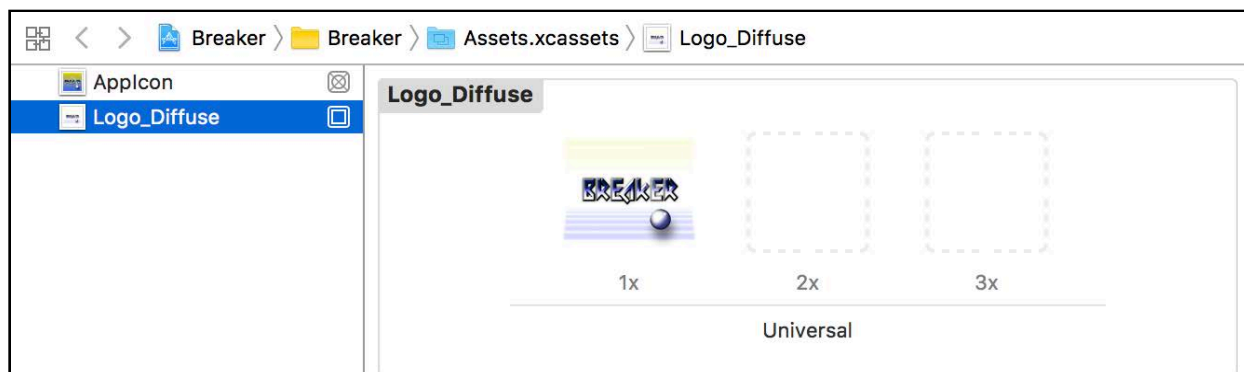 Breaker 〉 Breaker 〉 Assets.xcassets 〉 Logo_Diffuse
AppIcon
Logo_Diffuse
Logo_Diffuse
BREAKER
1x 2x 3x
Universal